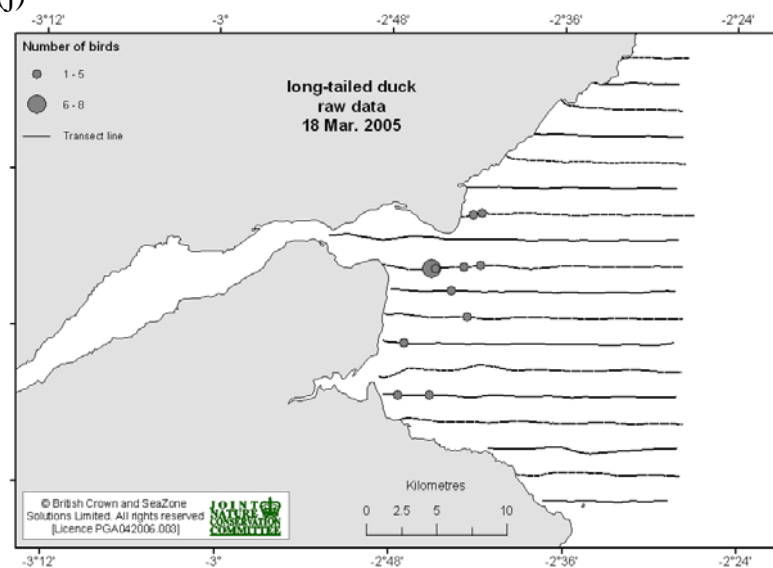 (j)
-3°12' -3° -2°48' -2°36' -2°24'
Number of birds
1 - 5
6 - 8
Transect line
long-tailed duck
raw data
18 Mar. 2005
Kilometres
0 2.5 5 10
© British Crown and SeaZone
Solutions Limited. All rights reserved
[Licence PGA042006.003]
JOINT
NATURE
CONSERVATION
COMMITTEE
-3°12' -3° -2°48' -2°36' -2°24'